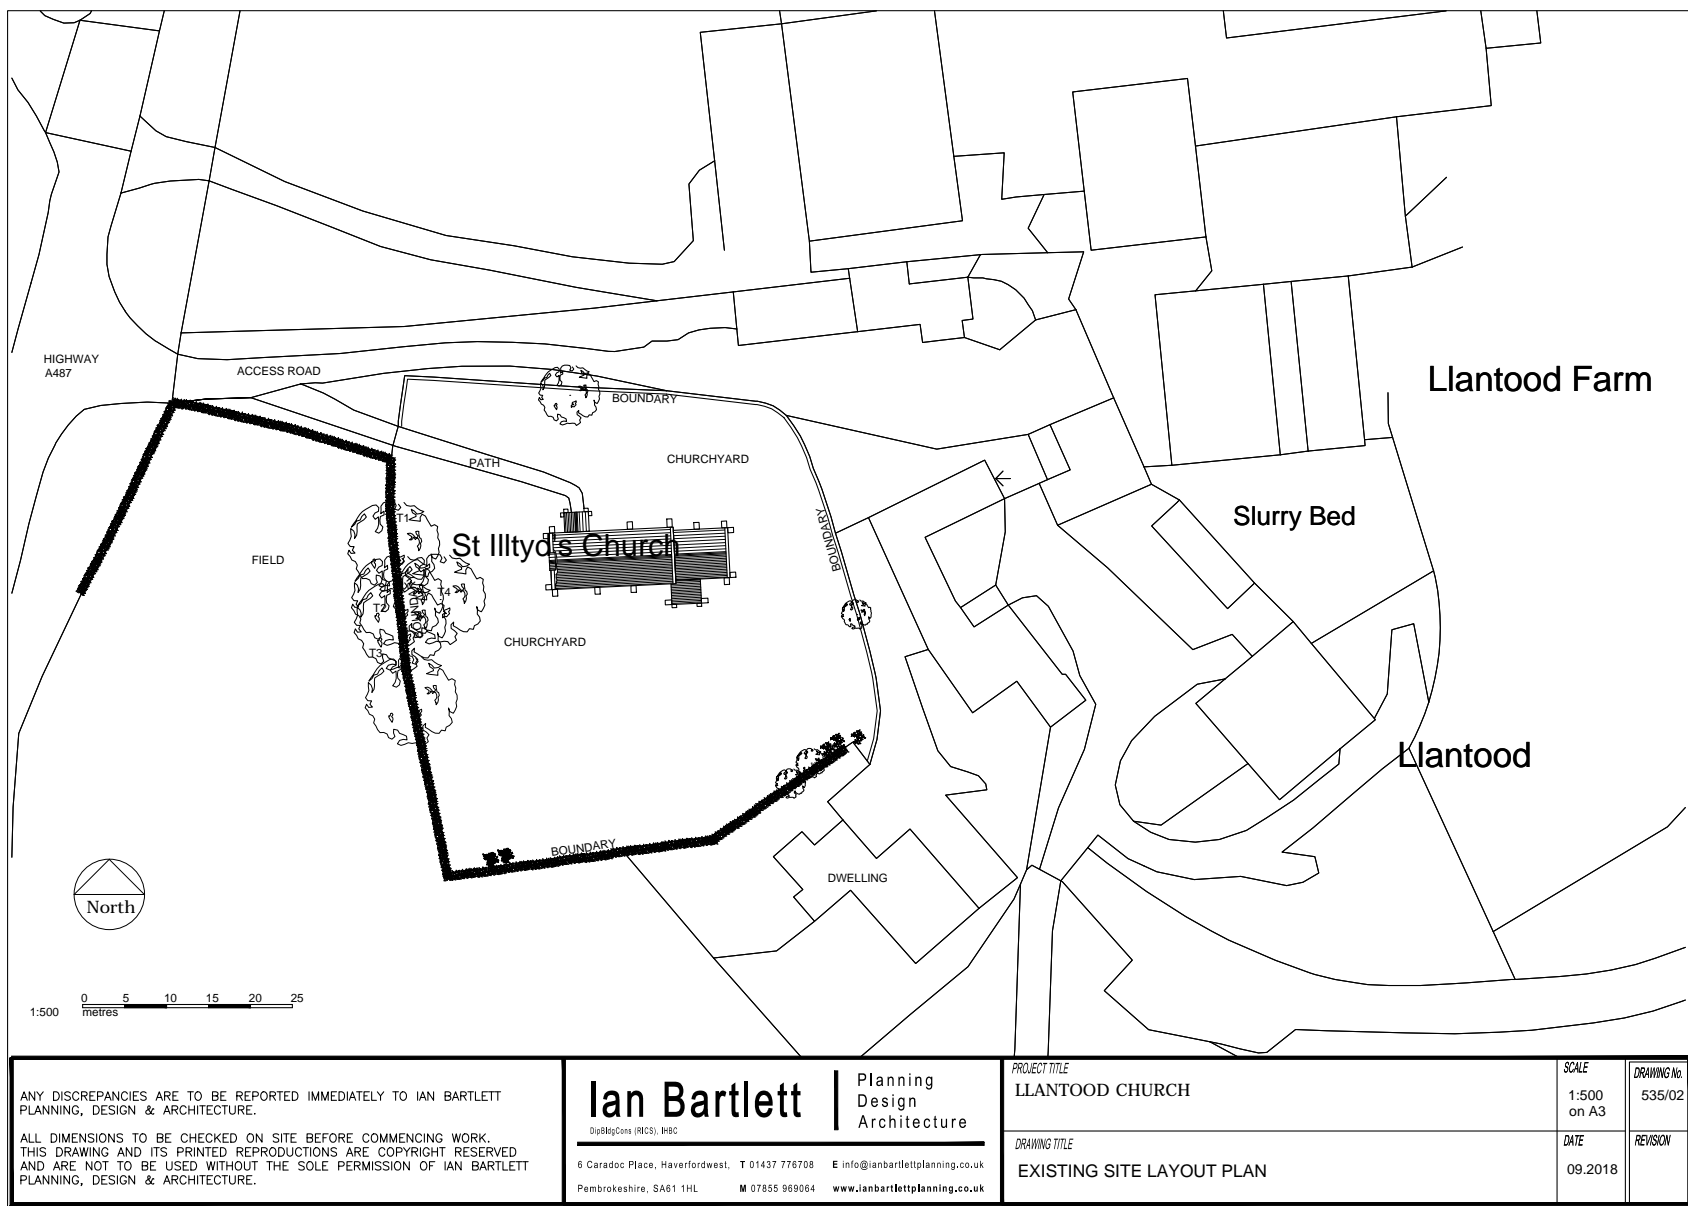 HIGHWAY
A487
ACCESS ROAD
BOUNDARY
Llantood Farm
PATH
CHURCHYARD
Slurry Bed
T1
St Illtyd's Church
BOUNDARY
FIELD
T2
T4
BOUNDARY
CHURCHYARD
T3
Llantood
BOUNDARY
DWELLING
North
1:500
0 5 10 15 20 25
metres
ANY DISCREPANCIES ARE TO BE REPORTED IMMEDIATELY TO IAN BARTLETT
PLANNING, DESIGN & ARCHITECTURE.
ALL DIMENSIONS TO BE CHECKED ON SITE BEFORE COMMENCING WORK.
THIS DRAWING AND ITS PRINTED REPRODUCTIONS ARE COPYRIGHT RESERVED
AND ARE NOT TO BE USED WITHOUT THE SOLE PERMISSION OF IAN BARTLETT
PLANNING, DESIGN & ARCHITECTURE.
Ian Bartlett
DipBldgCons (RICS), IHBC
Planning
Design
Architecture
6 Caradoc Place, Haverfordwest, T 01437 776708 E info@ianbartlettplanning.co.uk
Pembrokeshire, SA61 1HL M 07855 969064 www.ianbartlettplanning.co.uk
PROJECT TITLE
LLANTOOD CHURCH
DRAWING TITLE
EXISTING SITE LAYOUT PLAN
SCALE
1:500
on A3
DRAWING No.
535/02
DATE
09.2018
REVISION